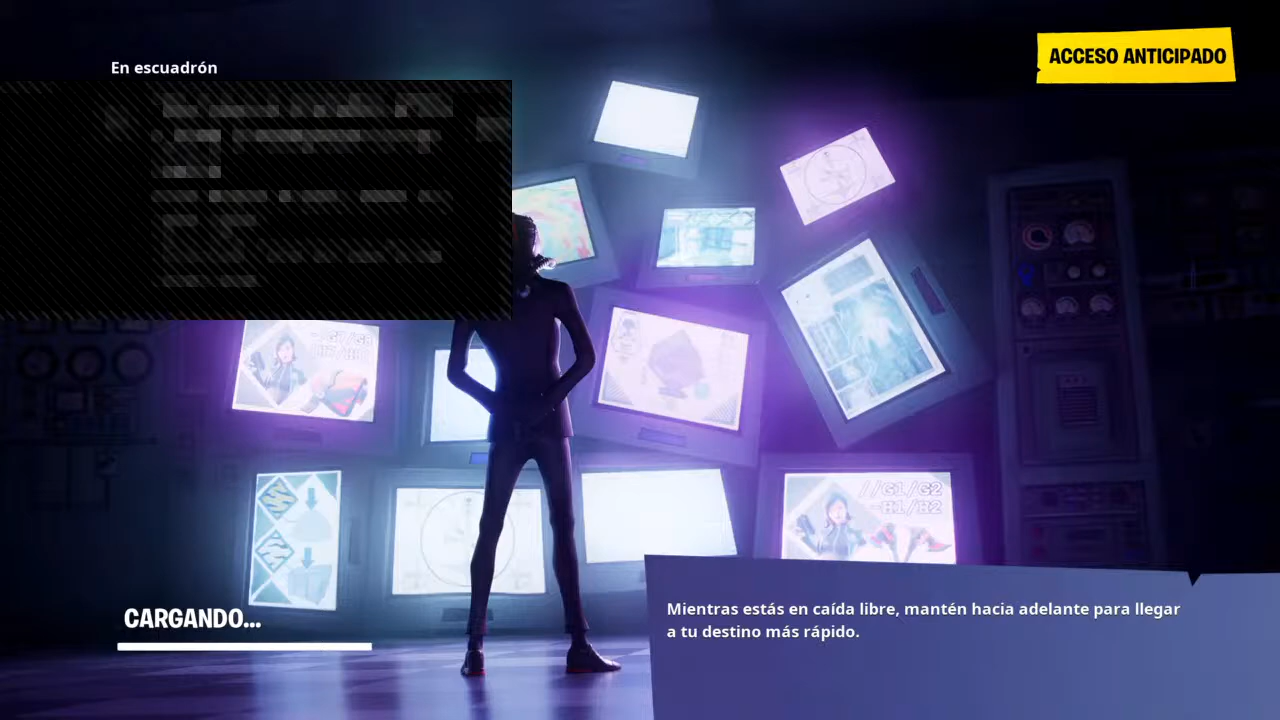 En escuadrón
ACCESO ANTICIPADO
//G1/G2
-H1/H2
CARGANDO...
Mientras estás en caída libre, mantén hacia adelante para llegar
a tu destino más rápido.